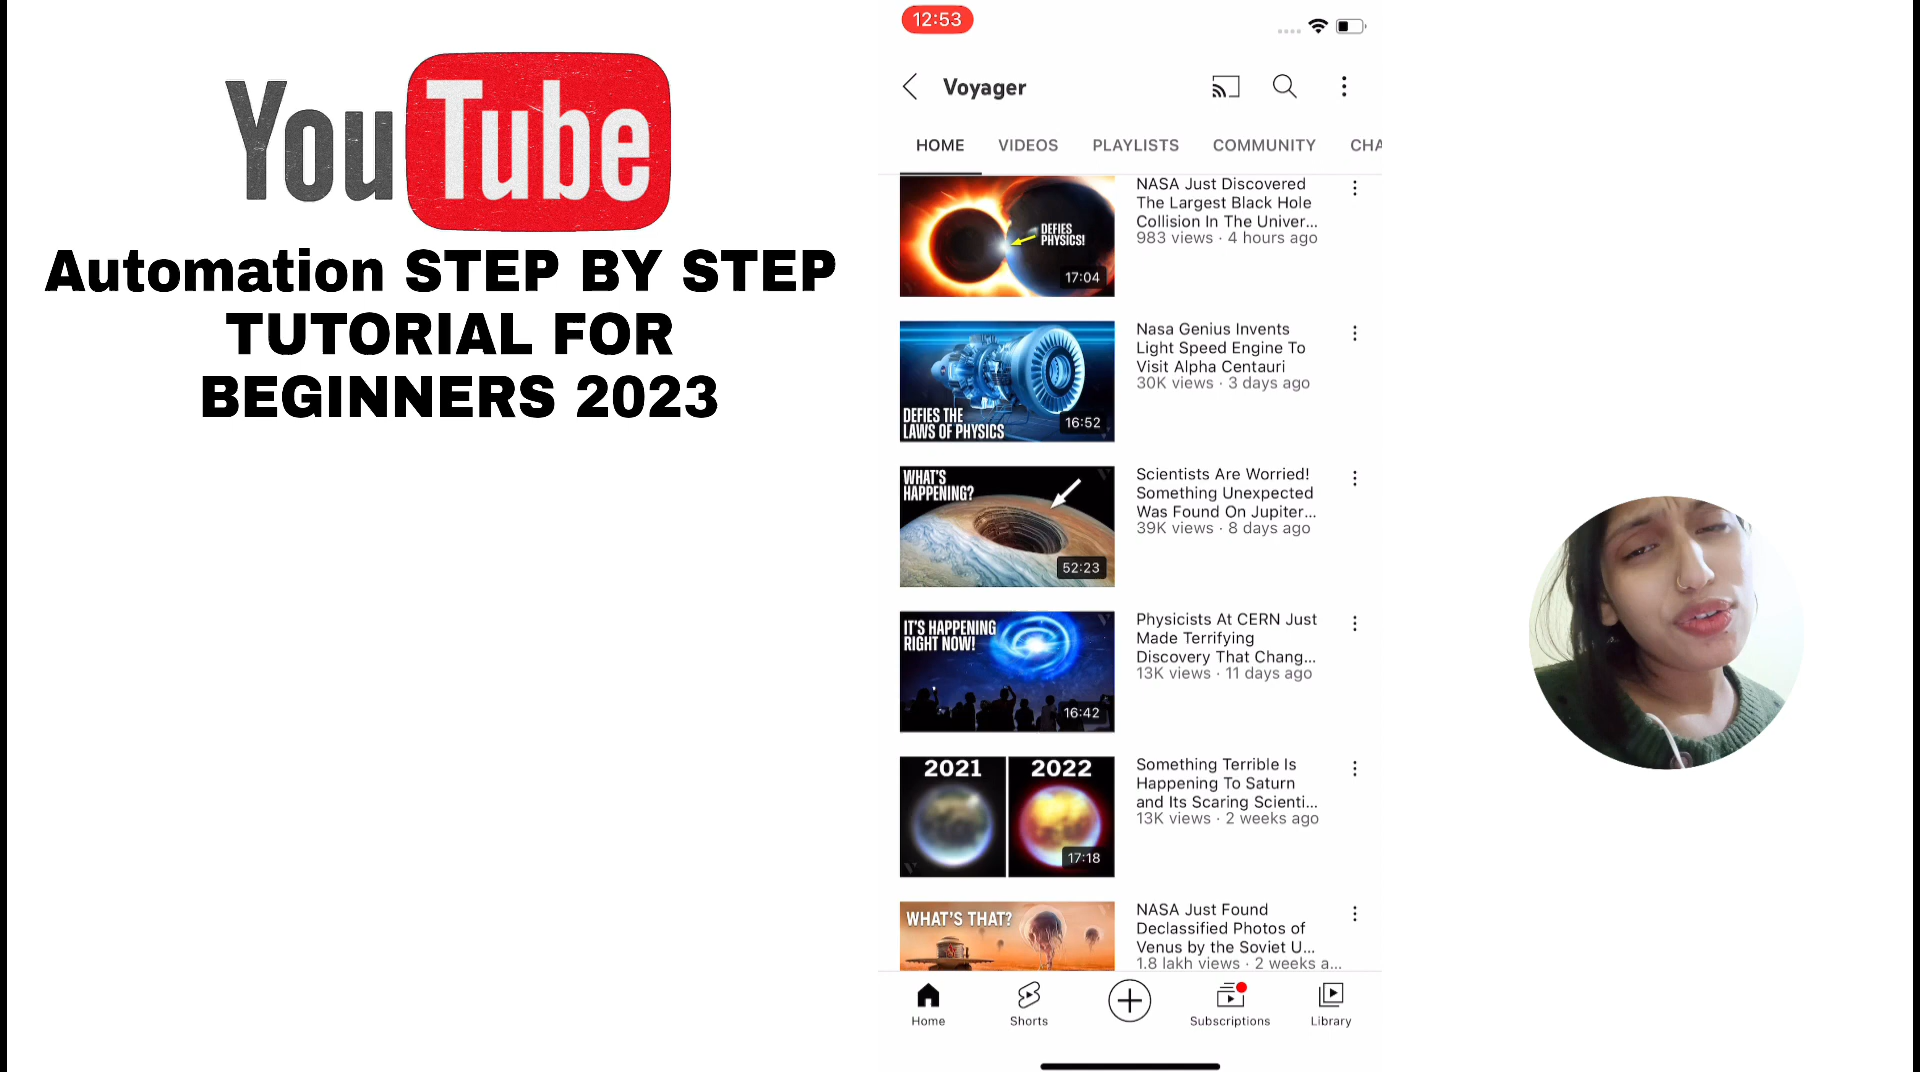 YouTube
Automation STEP BY STEP
TUTORIAL FOR
BEGINNERS 2023
12:53
Voyager
HOME VIDEOS PLAYLISTS COMMUNITY CHA
DEFIES
PHYSICS!
17:04
NASA Just Discovered
The Largest Black Hole
Collision In The Univer...
983 views · 4 hours ago
DEFIES THE
LAWS OF PHYSICS
16:52
Nasa Genius Invents
Light Speed Engine To
Visit Alpha Centauri
30K views · 3 days ago
WHAT'S
HAPPENING?
52:23
Scientists Are Worried!
Something Unexpected
Was Found On Jupiter...
39K views · 8 days ago
IT'S HAPPENING
RIGHT NOW!
16:42
Physicists At CERN Just
Made Terrifying
Discovery That Chang...
13K views · 11 days ago
2021 2022
17:18
Something Terrible Is
Happening To Saturn
and Its Scaring Scienti...
13K views · 2 weeks ago
WHAT'S THAT?
NASA Just Found
Declassified Photos of
Venus by the Soviet U...
1.8 lakh views · 2 weeks a...
Home Shorts Subscriptions Library